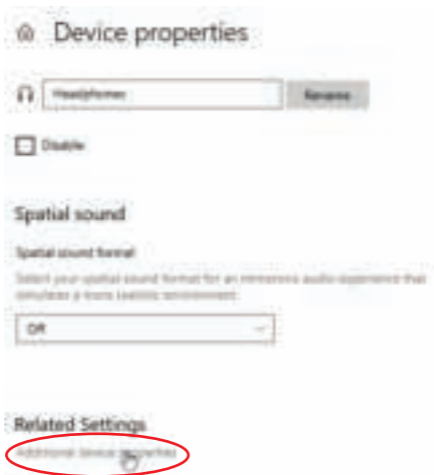 Device properties
Headphones
Rename
Disable
Spatial sound
Spatial sound format
Select your spatial sound format for an immersive audio experience that
simulates a more realistic environment.
Off
Related Settings
Additional device properties